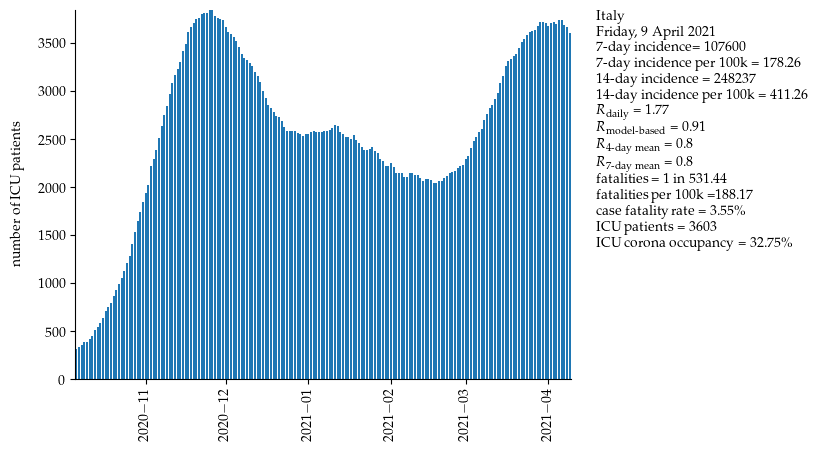 3500
3000
2500
2000
1500
1000
500
0
number of ICU patients
2020−11
2020−12
2021−01
2021−02
2021−03
2021−04
Italy
Friday, 9 April 2021
7-day incidence= 107600
7-day incidence per 100k = 178.26
14-day incidence = 248237
14-day incidence per 100k = 411.26
Rdaily = 1.77
Rmodel-based = 0.91
R4-day mean = 0.8
R7-day mean = 0.8
fatalities = 1 in 531.44
fatalities per 100k =188.17
case fatality rate = 3.55%
ICU patients = 3603
ICU corona occupancy = 32.75%